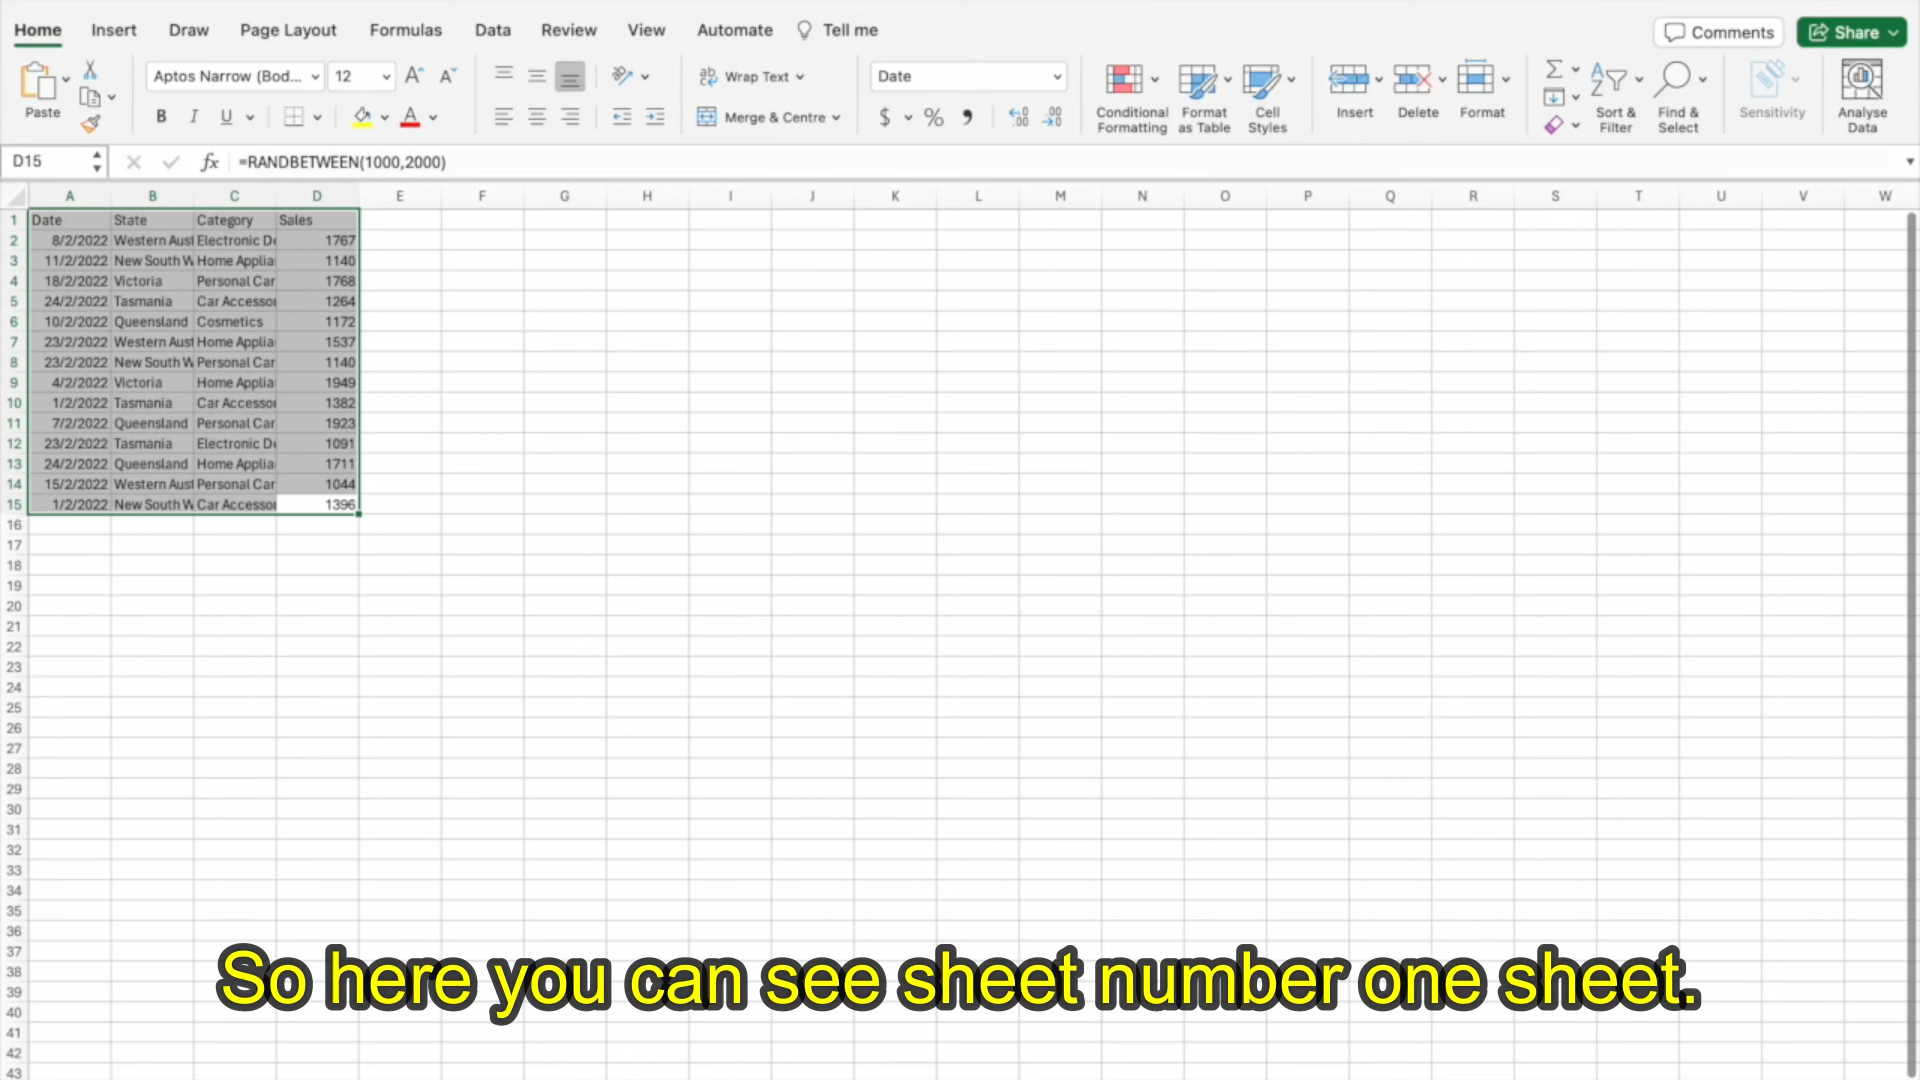 Home Insert Draw Page Layout Formulas Data Review View Automate Tell me Comments Share
Paste Aptos Narrow (Bod... 12 B I U Wrap Text Merge & Centre Date $ % Conditional Formatting Format as Table Cell Styles Insert Delete Format Sort & Filter Find & Select Sensitivity Analyse Data
D15 fx =RANDBETWEEN(1000,2000)
A B C D E F G H I J K L M N O P Q R S T U V W
1 Date State Category Sales
2 8/2/2022 Western Aust Electronic De 1767
3 11/2/2022 New South W Home Applia 1140
4 18/2/2022 Victoria Personal Car 1768
5 24/2/2022 Tasmania Car Accessor 1264
6 10/2/2022 Queensland Cosmetics 1172
7 23/2/2022 Western Aust Home Applia 1537
8 23/2/2022 New South W Personal Car 1140
9 4/2/2022 Victoria Home Applia 1949
10 1/2/2022 Tasmania Car Accessor 1382
11 7/2/2022 Queensland Personal Car 1923
12 23/2/2022 Tasmania Electronic De 1091
13 24/2/2022 Queensland Home Applia 1711
14 15/2/2022 Western Aust Personal Car 1044
15 1/2/2022 New South W Car Accessor 1396
16
17
18
19
20
21
22
23
24
25
26
27
28
29
30
31
32
33
34
35
36
37
38
39
40
41
42
43
So here you can see sheet number one sheet.